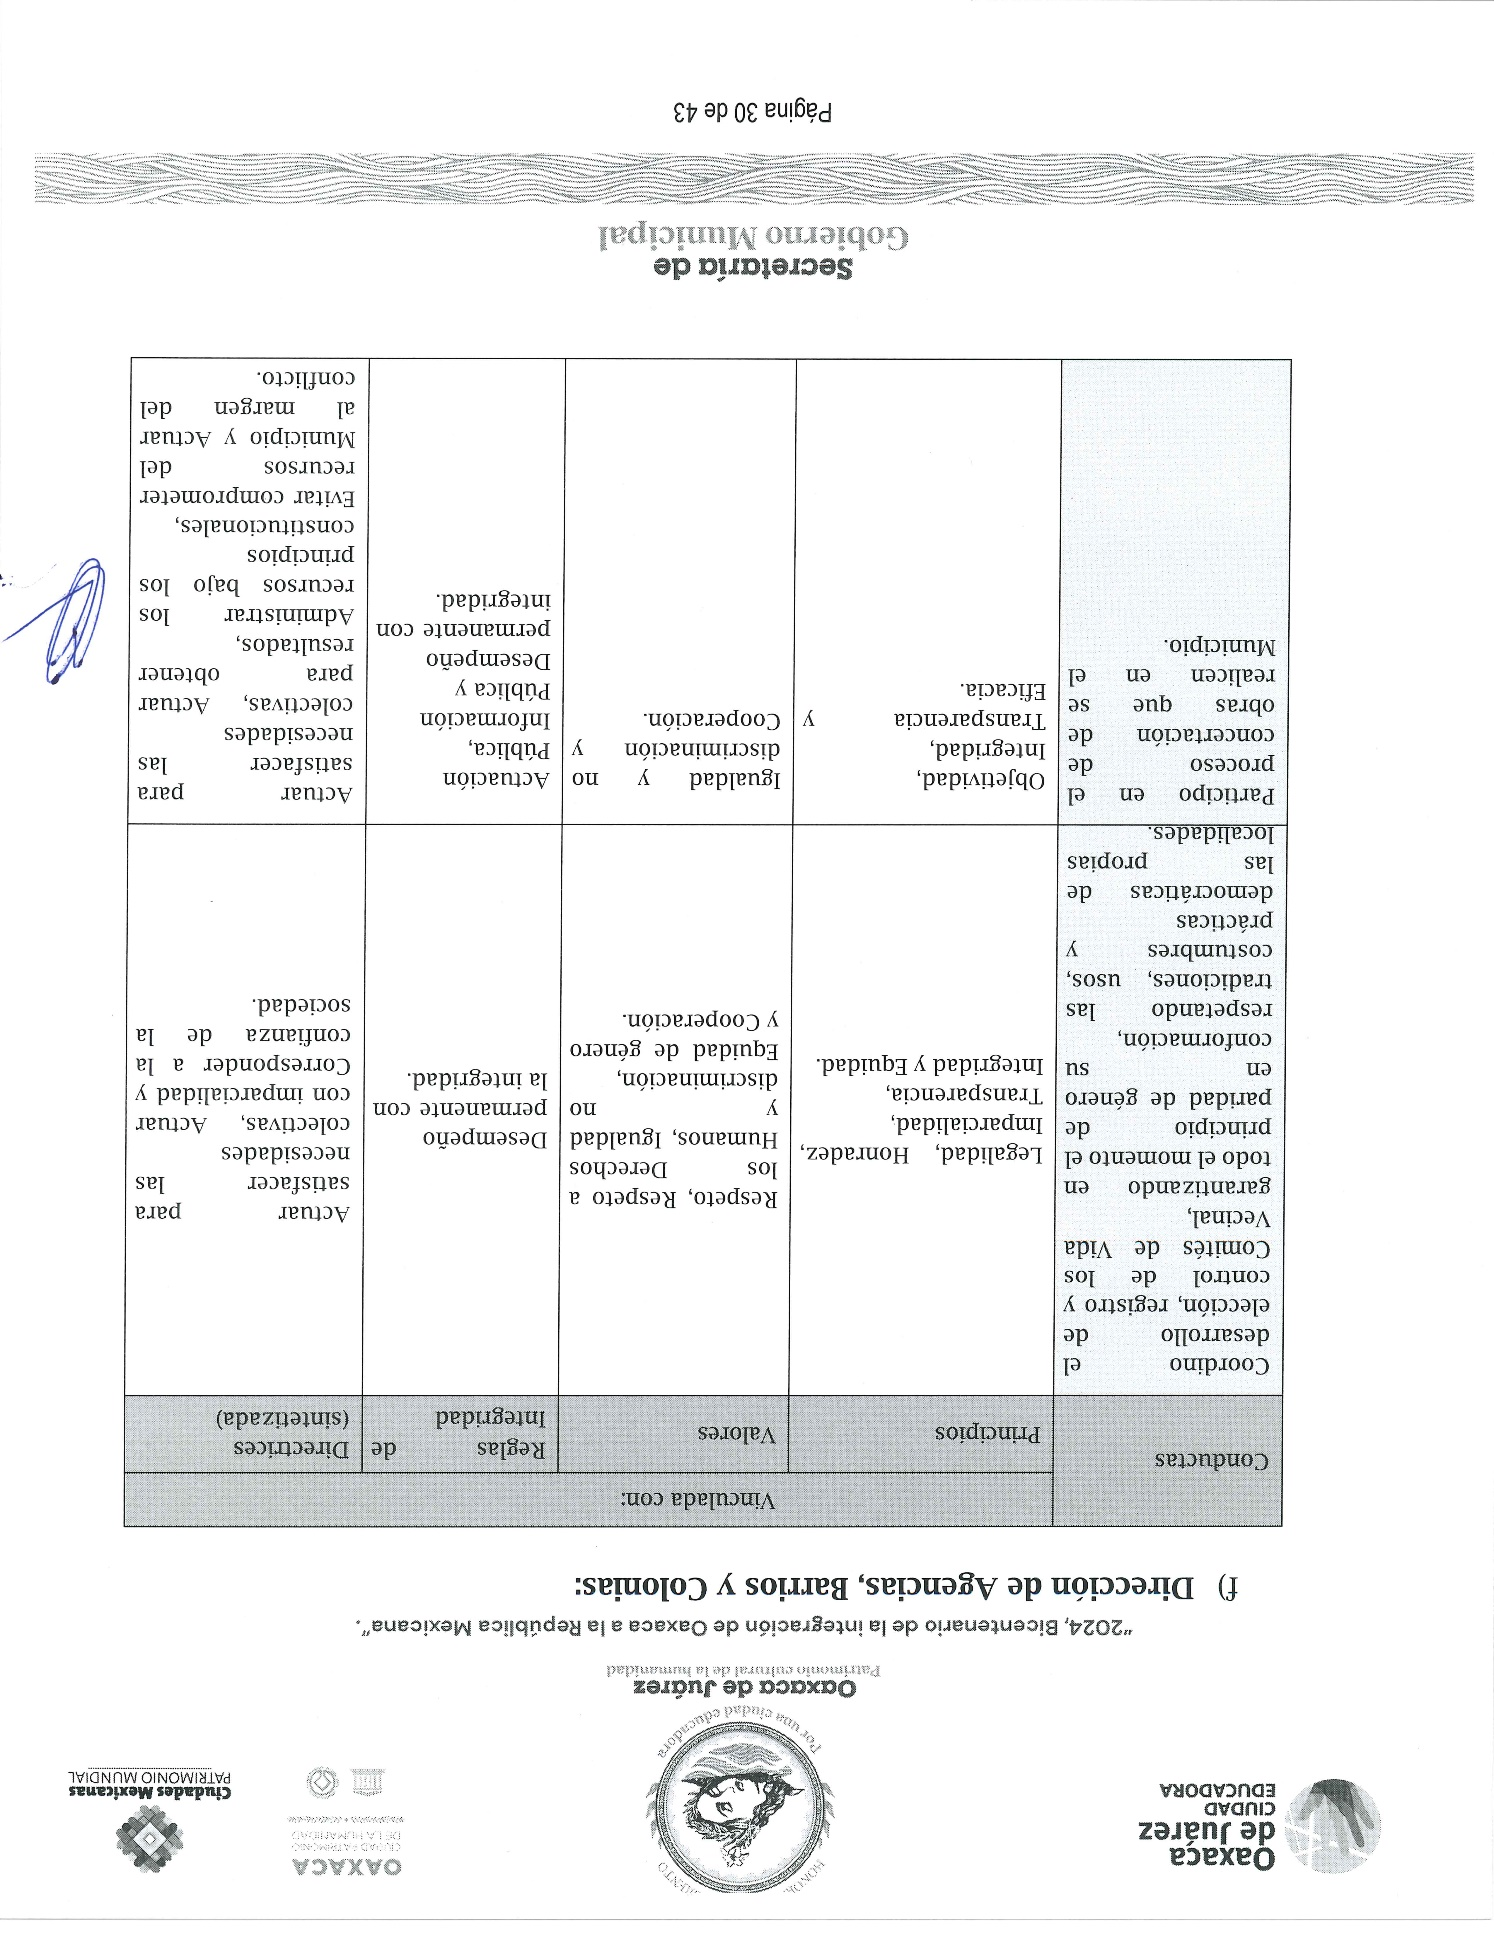 Oaxaca
de Juárez
CIUDAD
EDUCADORA
Por una ciudad educadora
Oaxaca de Juárez
Patrimonio cultural de la humanidad
OAXACA
CIUDAD PATRIMONIO
DE LA HUMANIDAD
Ciudades Mexicanas
PATRIMONIO MUNDIAL
"2024, Bicentenario de la integración de Oaxaca a la República Mexicana".
f) Dirección de Agencias, Barrios y Colonias:
Conductas
Vinculada con:
Principios
Valores
Reglas de
Integridad
Directrices
(sintetizada)
Coordino el
desarrollo de
elección, registro y
control de los
Comités de Vida
Vecinal,
garantizando en
todo el momento el
principio de
paridad de género
en su
conformación,
respetando las
tradiciones, usos,
costumbres y
prácticas
democráticas de
las propias
localidades.
Legalidad, Honradez,
Imparcialidad,
Transparencia,
Integridad y Equidad.
Respeto, Respeto a
los Derechos
Humanos, Igualdad
y no
discriminación,
Equidad de género
y Cooperación.
Desempeño
permanente con
la integridad.
Actuar para
satisfacer las
necesidades
colectivas, Actuar
con imparcialidad y
Corresponder a la
confianza de la
sociedad.
Participo en el
proceso de
concertación de
obras que se
realicen en el
Municipio.
Objetividad,
Integridad,
Transparencia y
Eficacia.
Igualdad y no
discriminación y
Cooperación.
Actuación
Pública,
Información
Pública y
Desempeño
permanente con
integridad.
Actuar para
satisfacer las
necesidades
colectivas, Actuar
para obtener
resultados,
Administrar los
recursos bajo los
principios
constitucionales,
Evitar comprometer
recursos del
Municipio y Actuar
al margen del
conflicto.
Secretaría de
Gobierno Municipal
Página 30 de 43